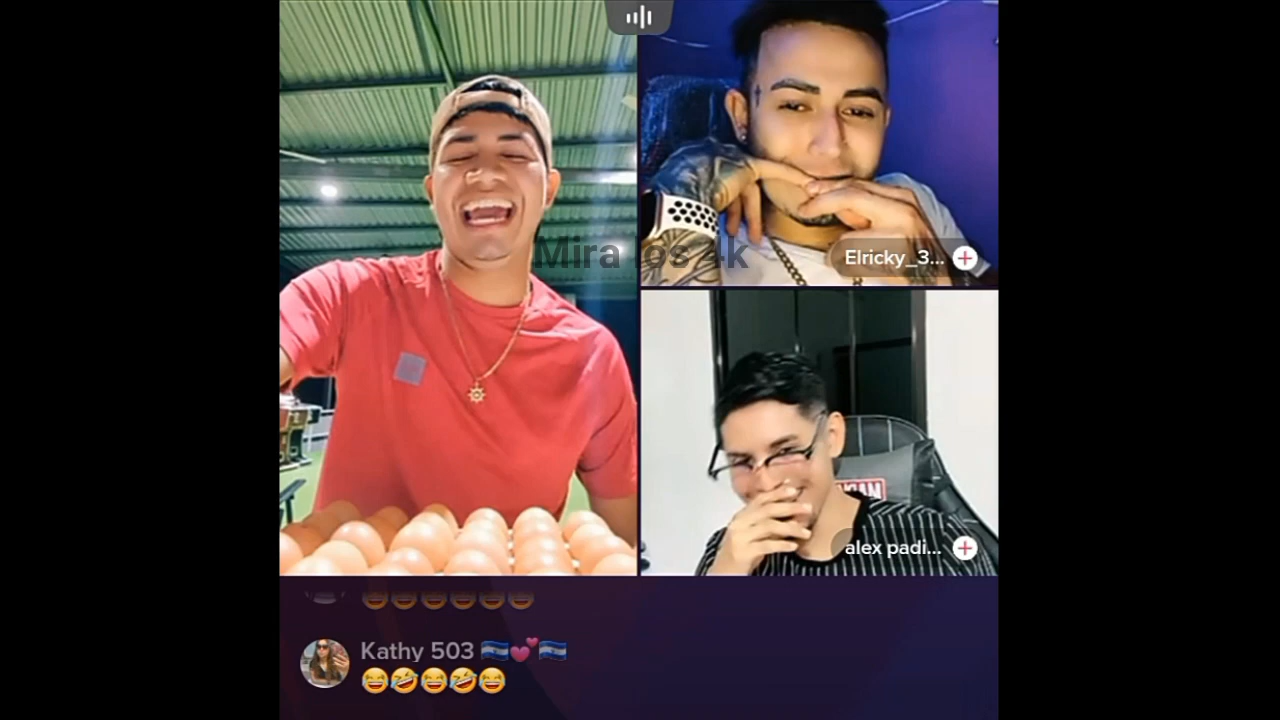 Mira los 4k
Elricky_3...
alex padi...
Kathy 503 🇸🇻💕🇸🇻
😂🤣😂🤣😂